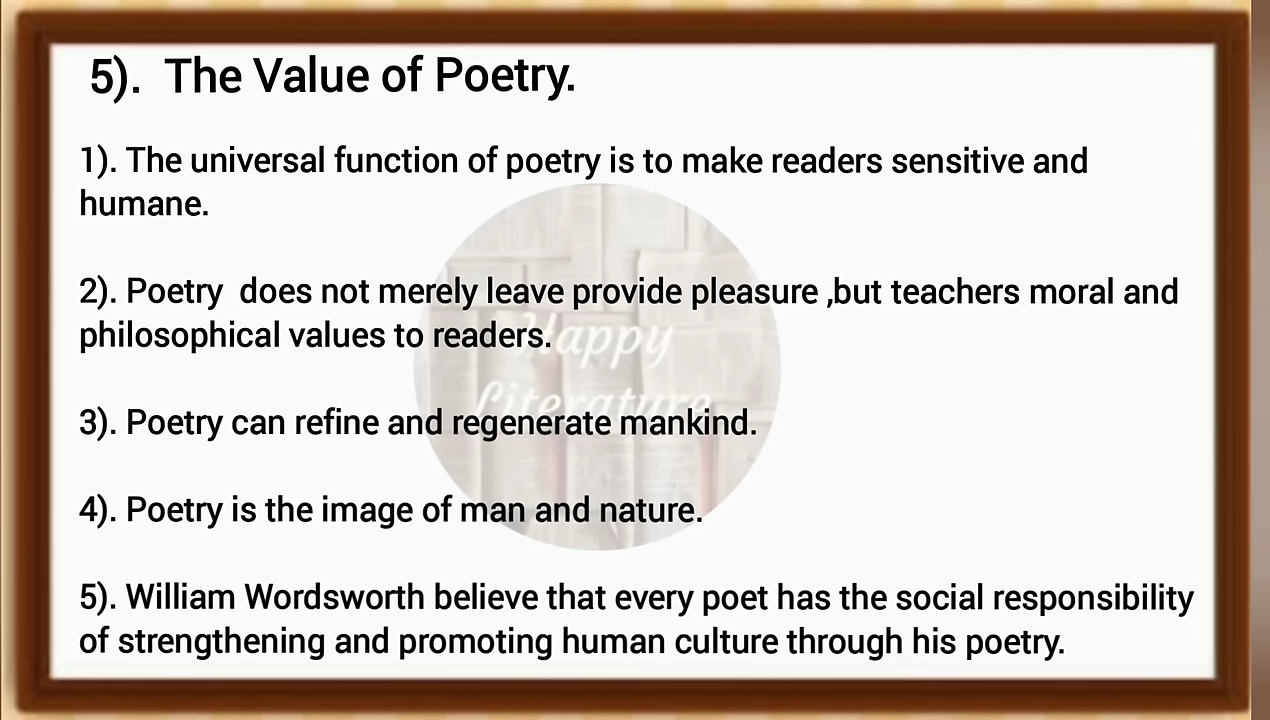 5). The Value of Poetry.
1). The universal function of poetry is to make readers sensitive and
humane.
2). Poetry does not merely leave provide pleasure ,but teachers moral and
philosophical values to readers.
Happy
Literature
3). Poetry can refine and regenerate mankind.
4). Poetry is the image of man and nature.
5). William Wordsworth believe that every poet has the social responsibility
of strengthening and promoting human culture through his poetry.